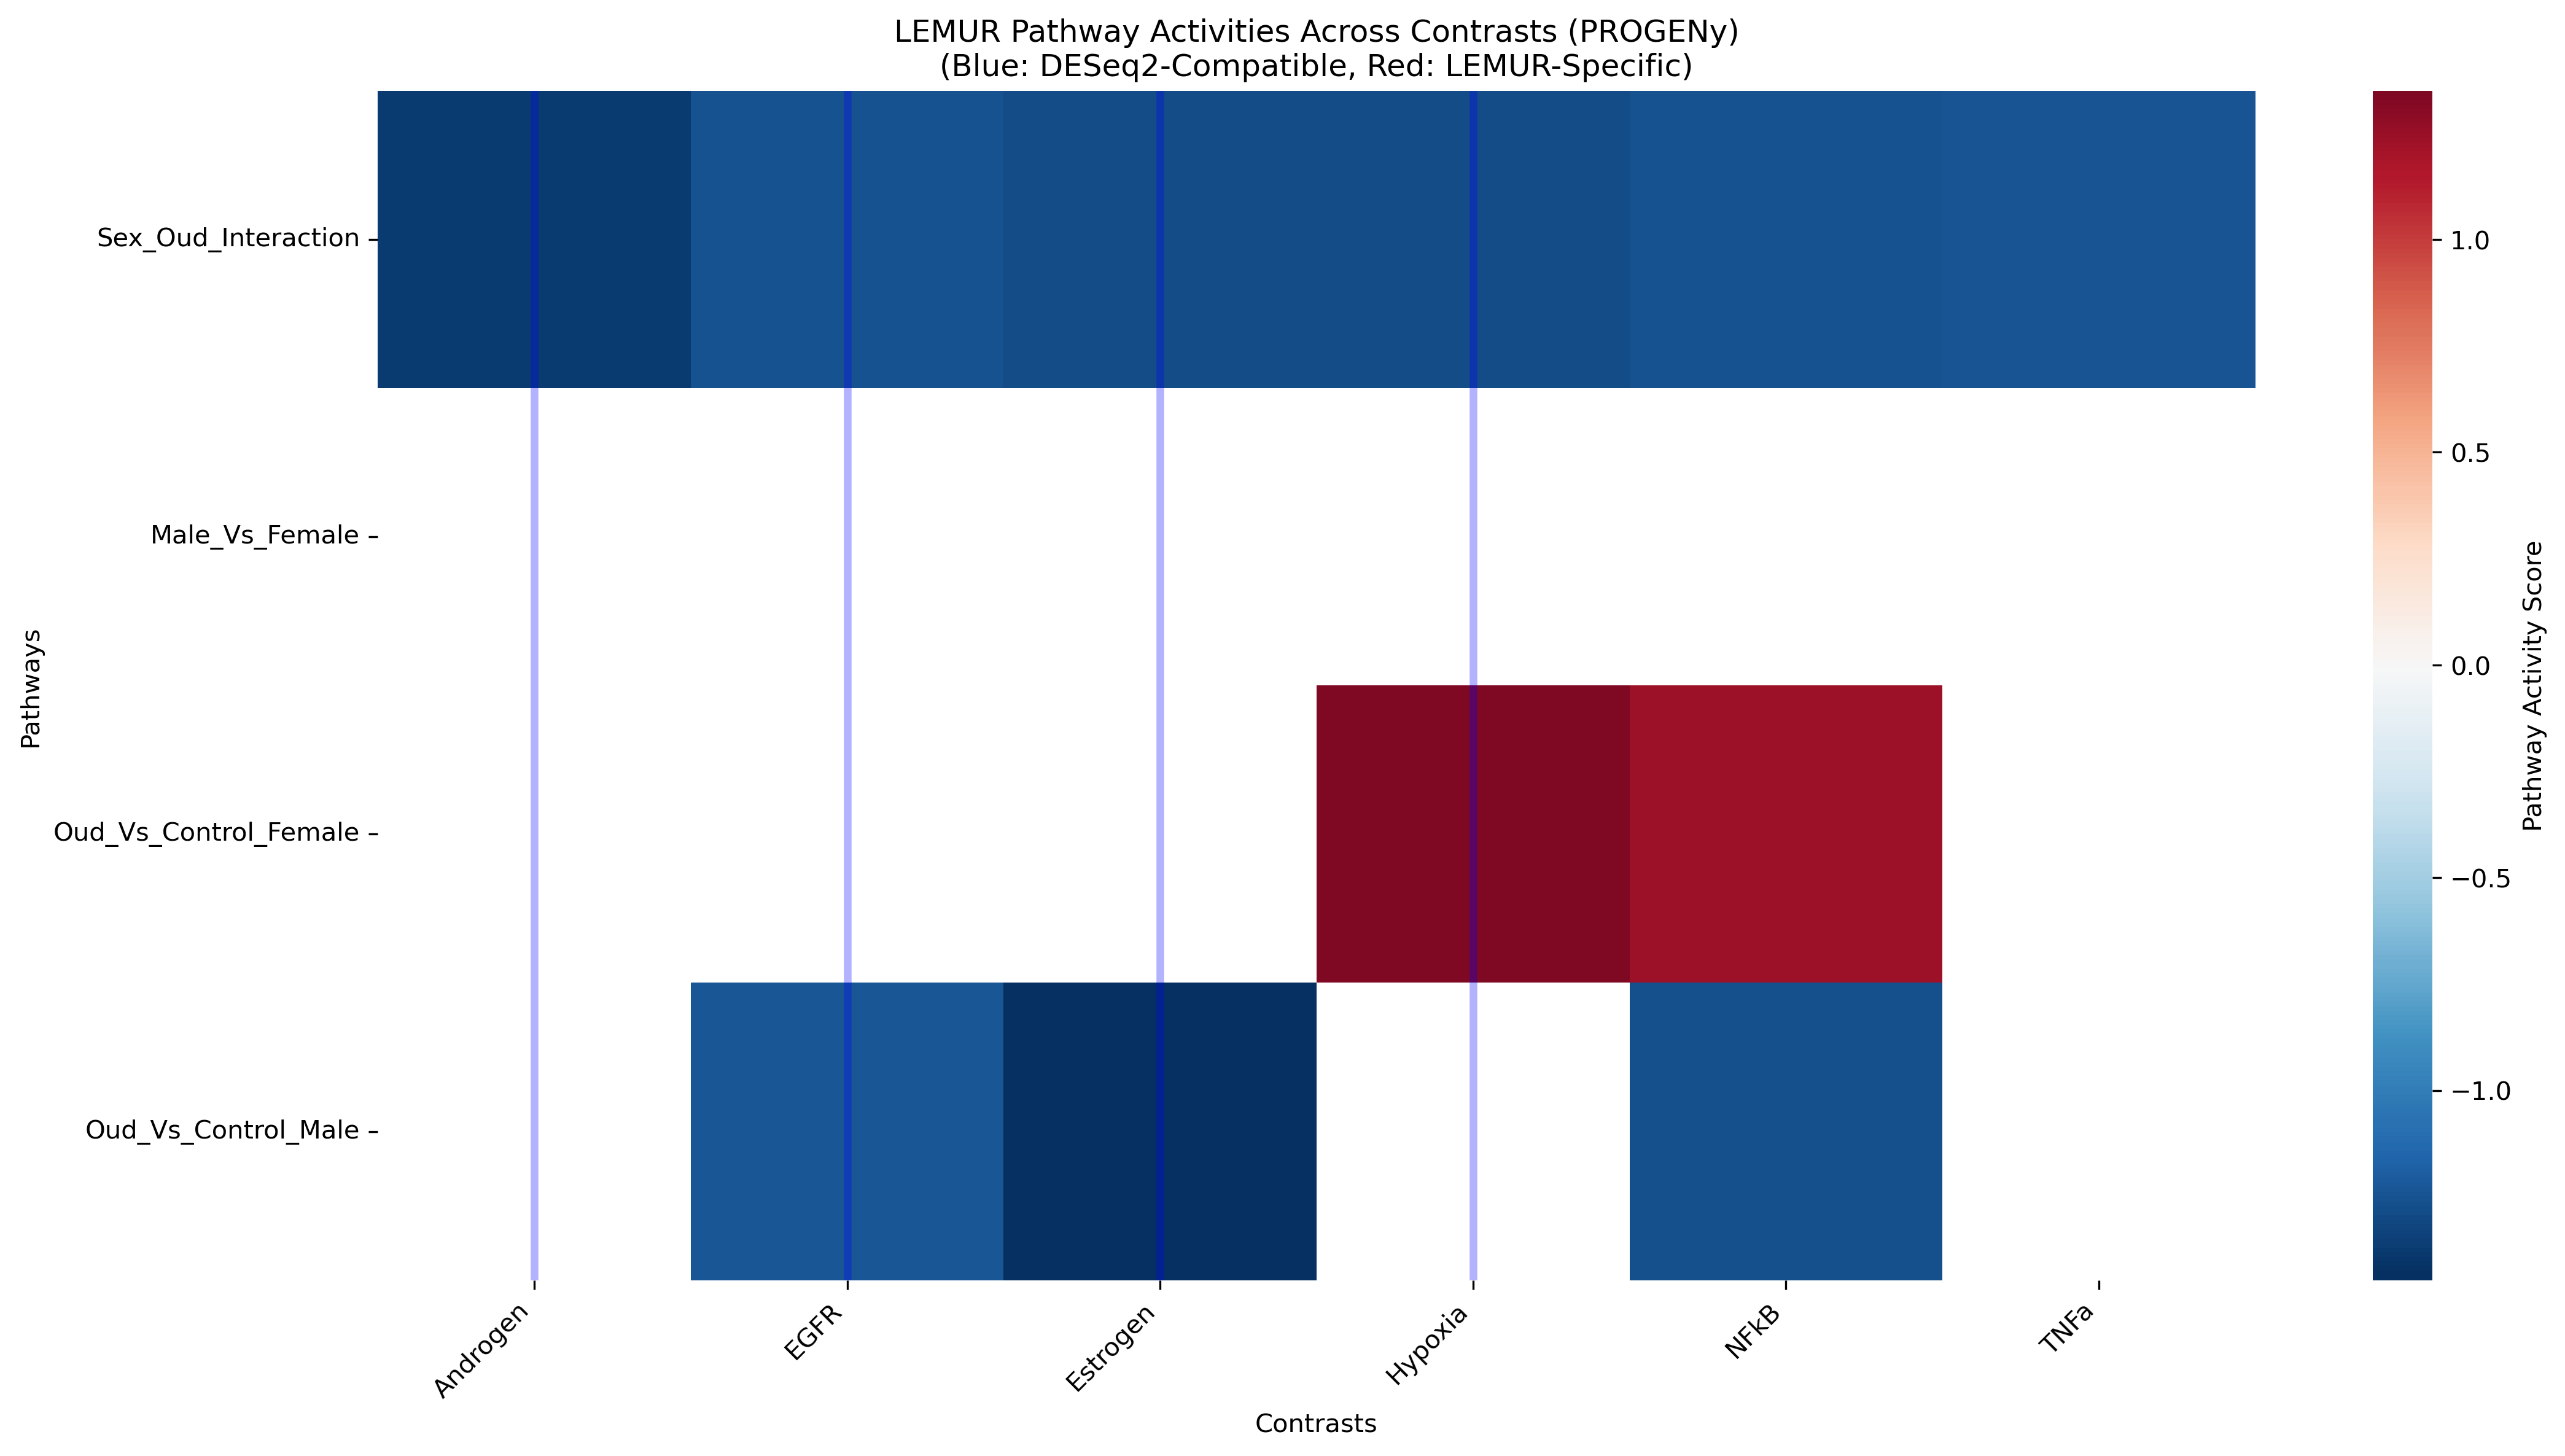 LEMUR Pathway Activities Across Contrasts (PROGENy)
(Blue: DESeq2-Compatible, Red: LEMUR-Specific)
Pathways
Sex_Oud_Interaction
Male_Vs_Female
Oud_Vs_Control_Female
Oud_Vs_Control_Male
Androgen
EGFR
Estrogen
Hypoxia
NFkB
TNFa
Contrasts
1.0
0.5
0.0
−0.5
−1.0
Pathway Activity Score